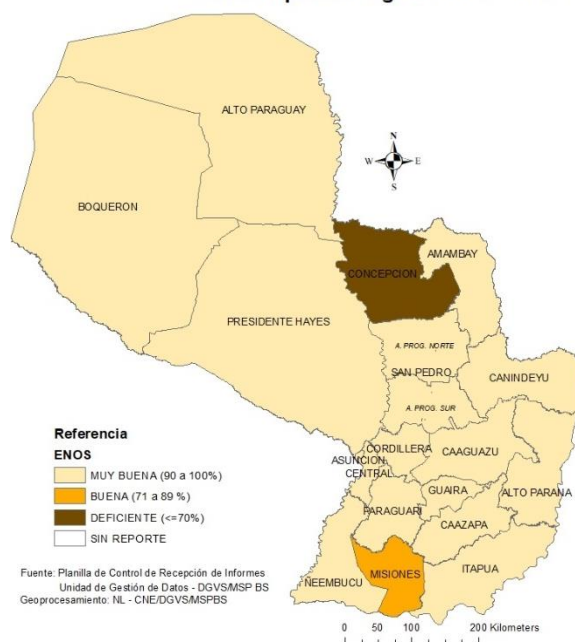 ALTO PARAGUAY
N
W E
S
BOQUERON
AMAMBAY
CONCEPCION
PRESIDENTE HAYES
A. PROG. NORTE
SAN PEDRO
CANINDEYU
A. PROG. SUR
Referencia
ENOS
MUY BUENA (90 a 100%)
BUENA (71 a 89 %)
DEFICIENTE (<=70%)
SIN REPORTE
CORDILLERA
ASUNCION
CENTRAL
CAAGUAZU
GUAIRA
ALTO PARANA
PARAGUARI
CAAZAPA
ÑEEMBUCU
MISIONES
ITAPUA
Fuente: Planilla de Control de Recepción de Informes
Unidad de Gestión de Datos - DGVS/MSP BS
Geoprocesamiento: NL - CNE/DGVS/MSPBS
0 50 100 200 Kilometers